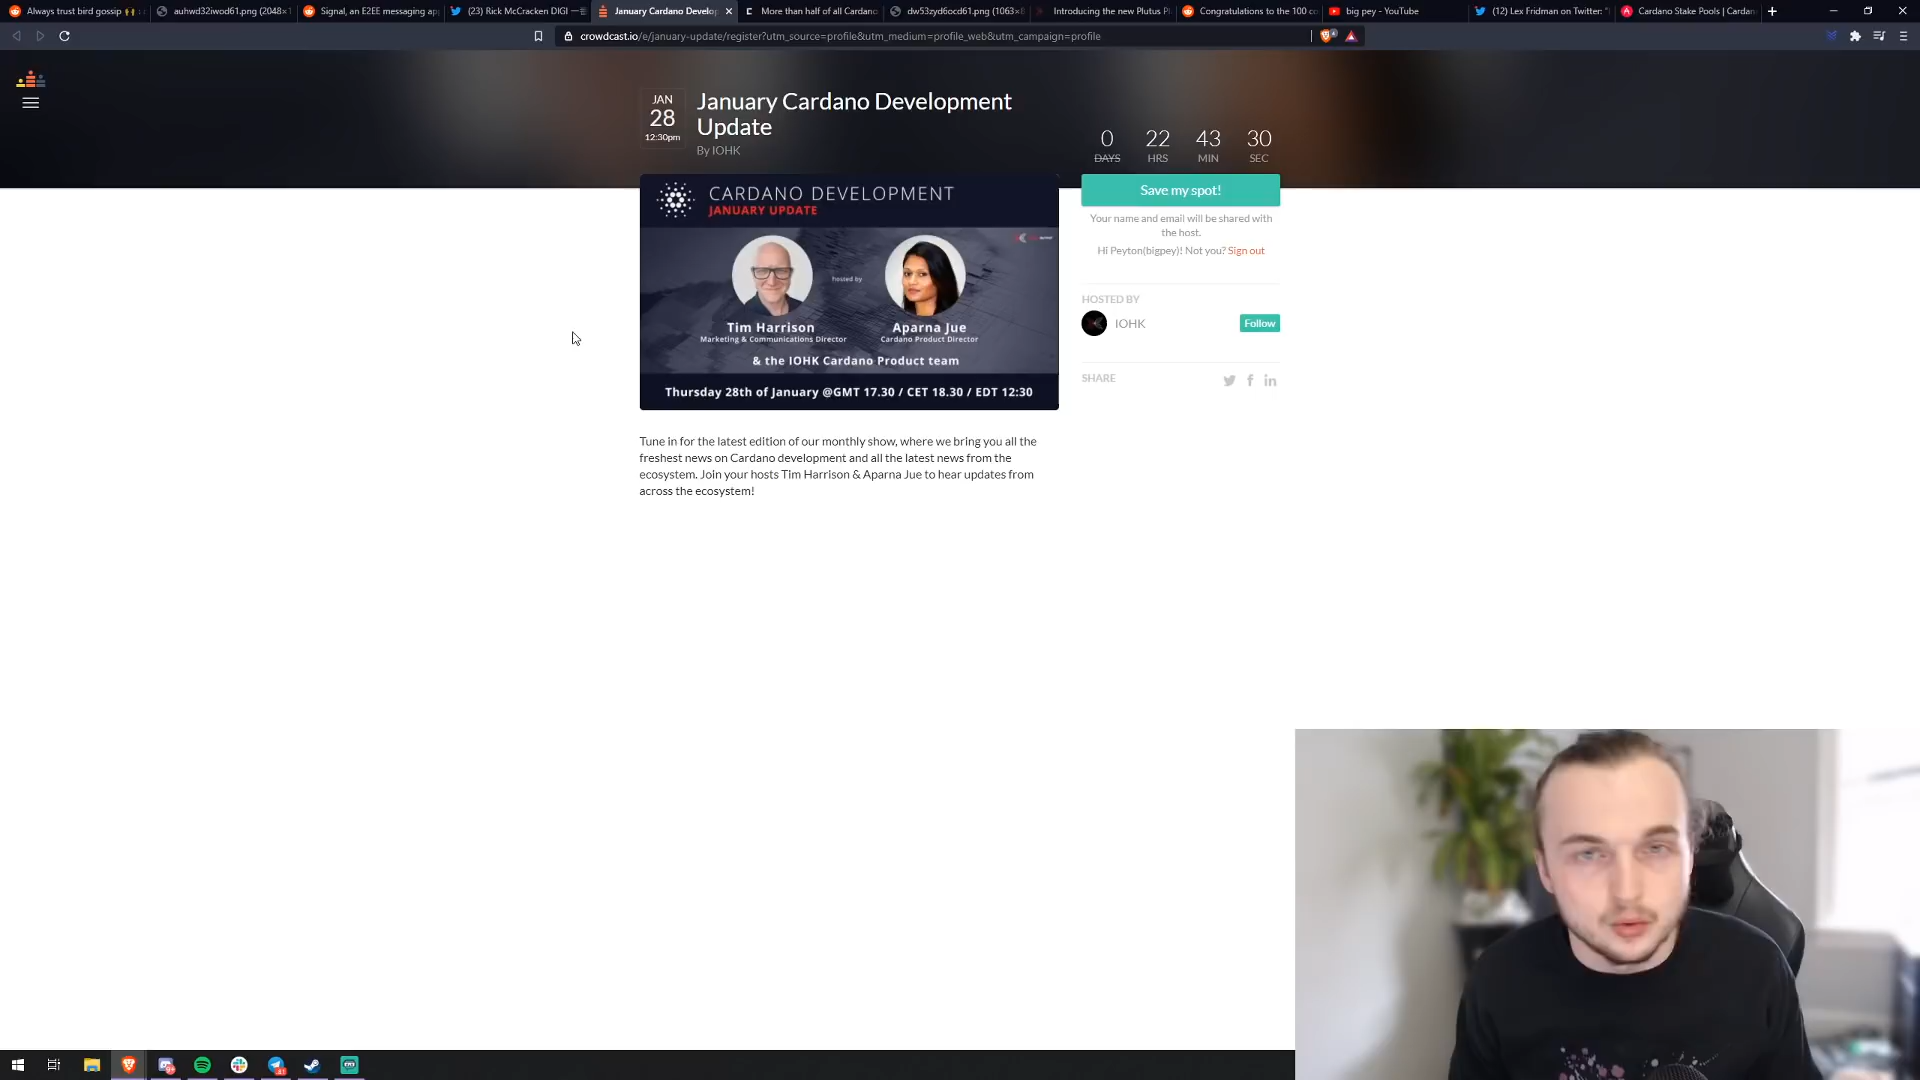 Always trust bird gossip
auhwd32iwod61.png (2048×1
Signal, an E2EE messaging ap
(23) Rick McCracken DIGI
January Cardano Develop
More than half of all Cardano
dw53zyd6ocd61.png (1063×8
Introducing the new Plutus Pl
Congratulations to the 100 co
big pey - YouTube
(12) Lex Fridman on Twitter: "
Cardano Stake Pools | Cardan
crowdcast.io/e/january-update/register?utm_source=profile&utm_medium=profile_web&utm_campaign=profile
JAN
28
12:30pm
January Cardano Development
Update
By IOHK
0 22 43 30
DAYS HRS MIN SEC
Save my spot!
Your name and email will be shared with
the host.
Hi Peyton(bigpey)! Not you? Sign out
HOSTED BY
IOHK
Follow
SHARE
CARDANO DEVELOPMENT
JANUARY UPDATE
hosted by
Tim Harrison
Marketing & Communications Director
Aparna Jue
Cardano Product Director
& the IOHK Cardano Product team
Thursday 28th of January @GMT 17.30 / CET 18.30 / EDT 12:30
Tune in for the latest edition of our monthly show, where we bring you all the
freshest news on Cardano development and all the latest news from the
ecosystem. Join your hosts Tim Harrison & Aparna Jue to hear updates from
across the ecosystem!